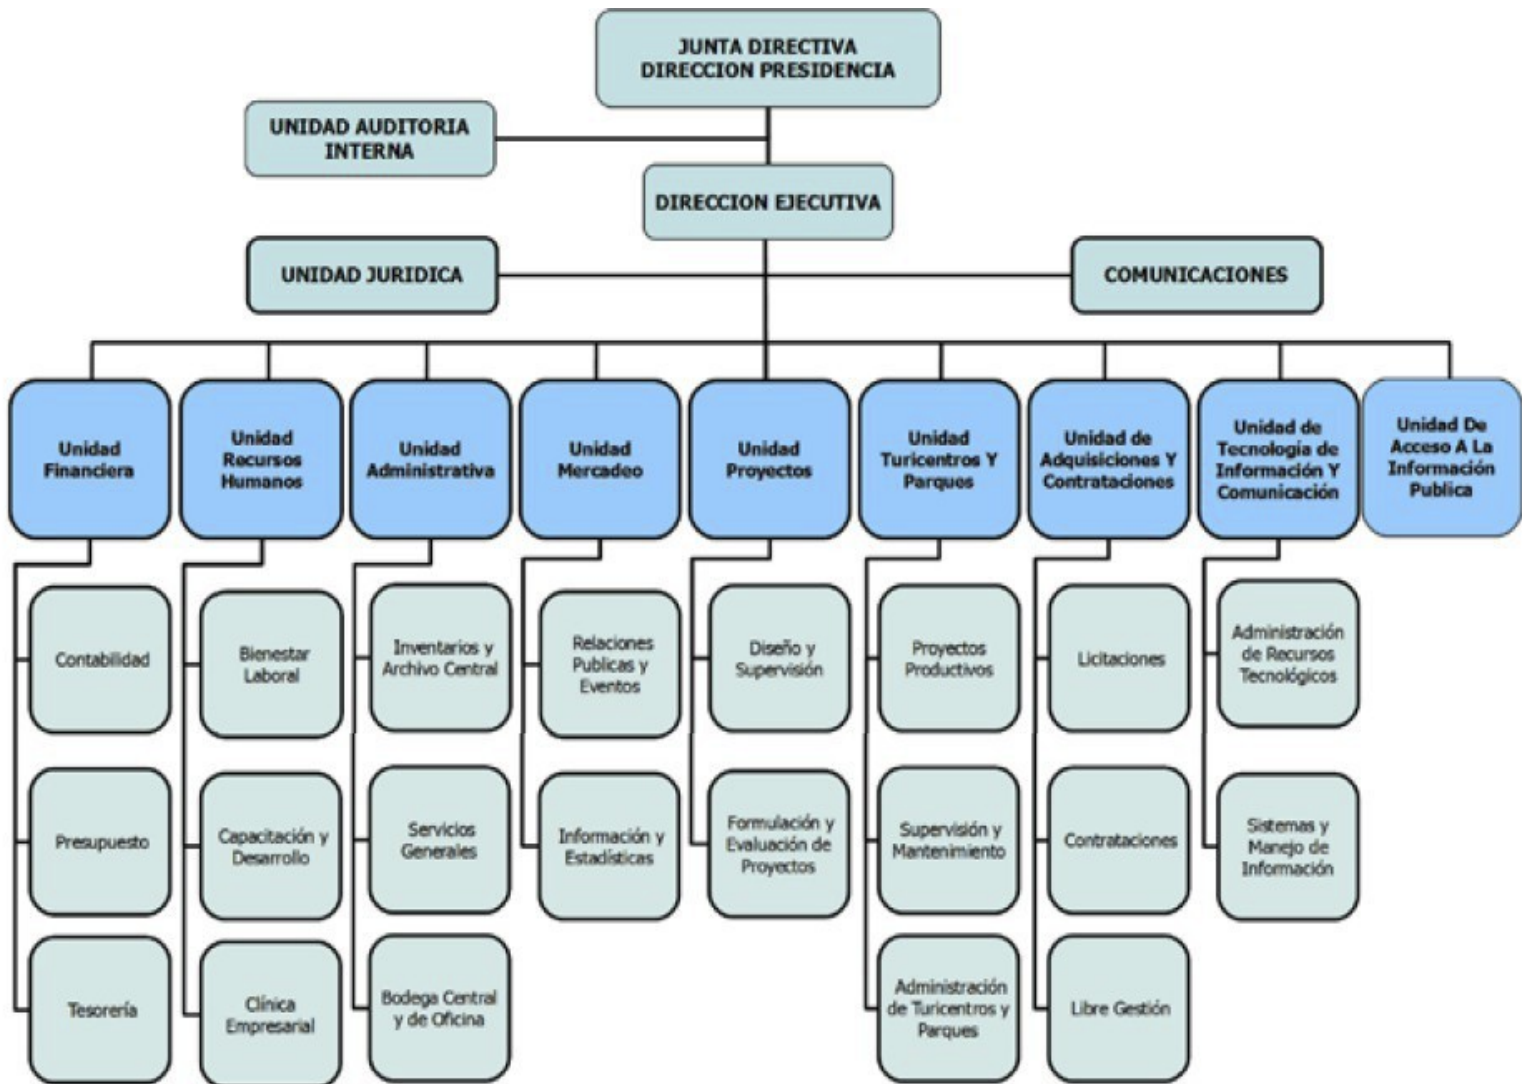 JUNTA DIRECTIVA
DIRECCION PRESIDENCIA
UNIDAD AUDITORIA
INTERNA
DIRECCION EJECUTIVA
UNIDAD JURIDICA
COMUNICACIONES
Unidad
Financiera
Unidad
Recursos
Humanos
Unidad
Administrativa
Unidad
Mercadeo
Unidad
Proyectos
Unidad
Turicentros Y
Parques
Unidad de
Adquisiciones Y
Contrataciones
Unidad de
Tecnología de
Información Y
Comunicación
Unidad De
Acceso A La
Información
Publica
Contabilidad
Bienestar
Laboral
Inventarios y
Archivo Central
Relaciones
Publicas y
Eventos
Diseño y
Supervisión
Proyectos
Productivos
Licitaciones
Administración
de Recursos
Tecnológicos
Presupuesto
Capacitación y
Desarrollo
Servicios
Generales
Información y
Estadísticas
Formulación y
Evaluación de
Proyectos
Supervisión y
Mantenimiento
Contrataciones
Sistemas y
Manejo de
Información
Tesorería
Clínica
Empresarial
Bodega Central
y de Oficina
Administración
de Turicentros y
Parques
Libre Gestión